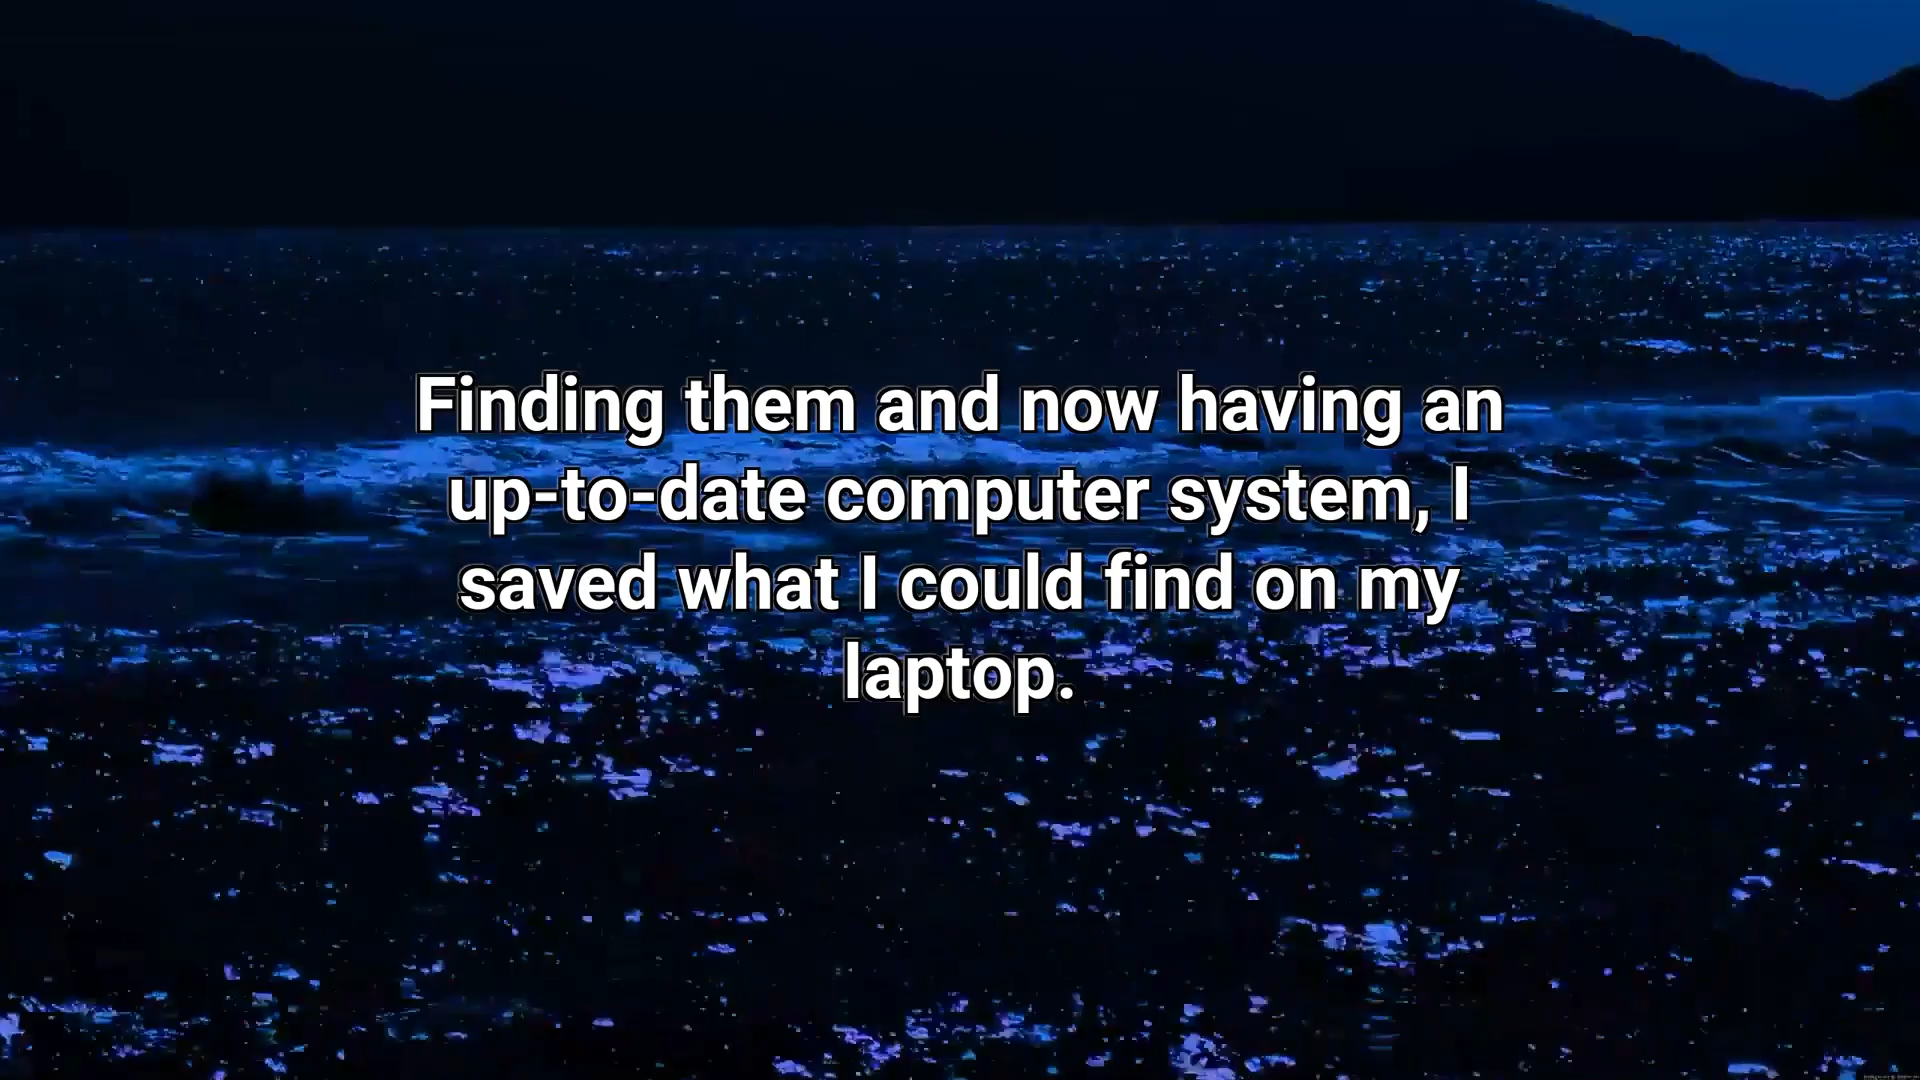 Finding them and now having an
up-to-date computer system, I
saved what I could find on my
laptop.